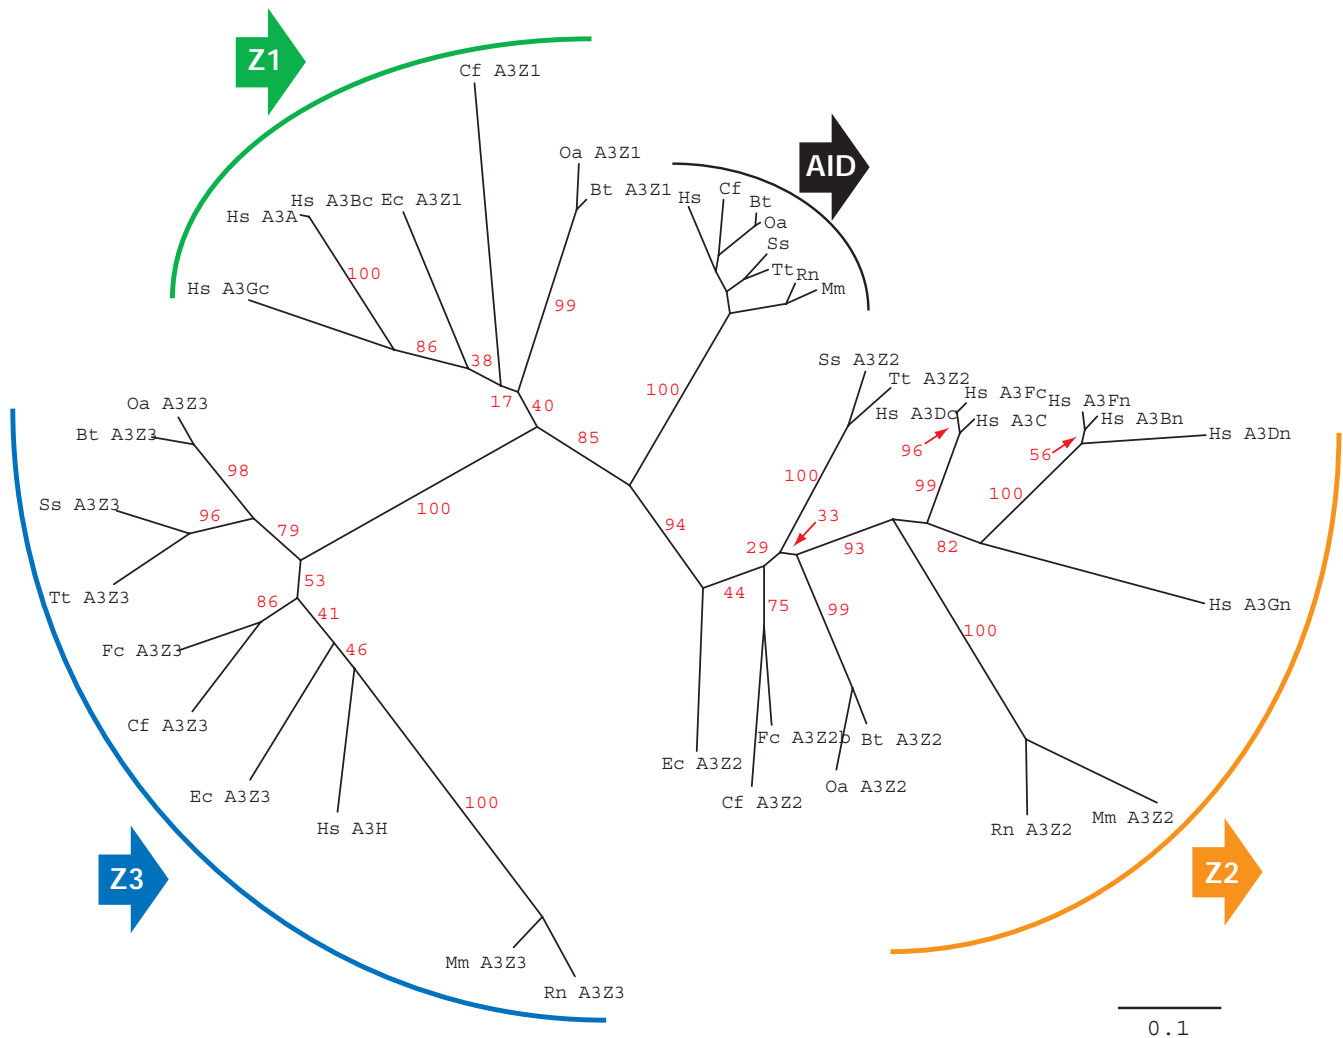 Z1
Cf A3Z1
Oa A3Z1
AID
Bt A3Z1
Hs
Cf
Bt
Hs A3Bc
Ec A3Z1
Hs A3A
Oa
Ss
Tt
Rn
Mm
100
Hs A3Gc
99
86
38
17
40
100
85
Ss A3Z2
Tt A3Z2
Hs A3Fc
Hs A3Fn
Hs A3Dc
Hs A3C
Hs A3Bn
Hs A3Dn
96
56
Oa A3Z3
Bt A3Z3
98
100
99
100
Ss A3Z3
96
79
100
94
33
29
93
82
53
86
41
44
75
99
Tt A3Z3
Hs A3Gn
100
Fc A3Z3
46
Cf A3Z3
Fc A3Z2b
Bt A3Z2
Ec A3Z2
Oa A3Z2
Ec A3Z3
Cf A3Z2
100
Hs A3H
Rn A3Z2
Mm A3Z2
Z3
Z2
Mm A3Z3
Rn A3Z3
0.1